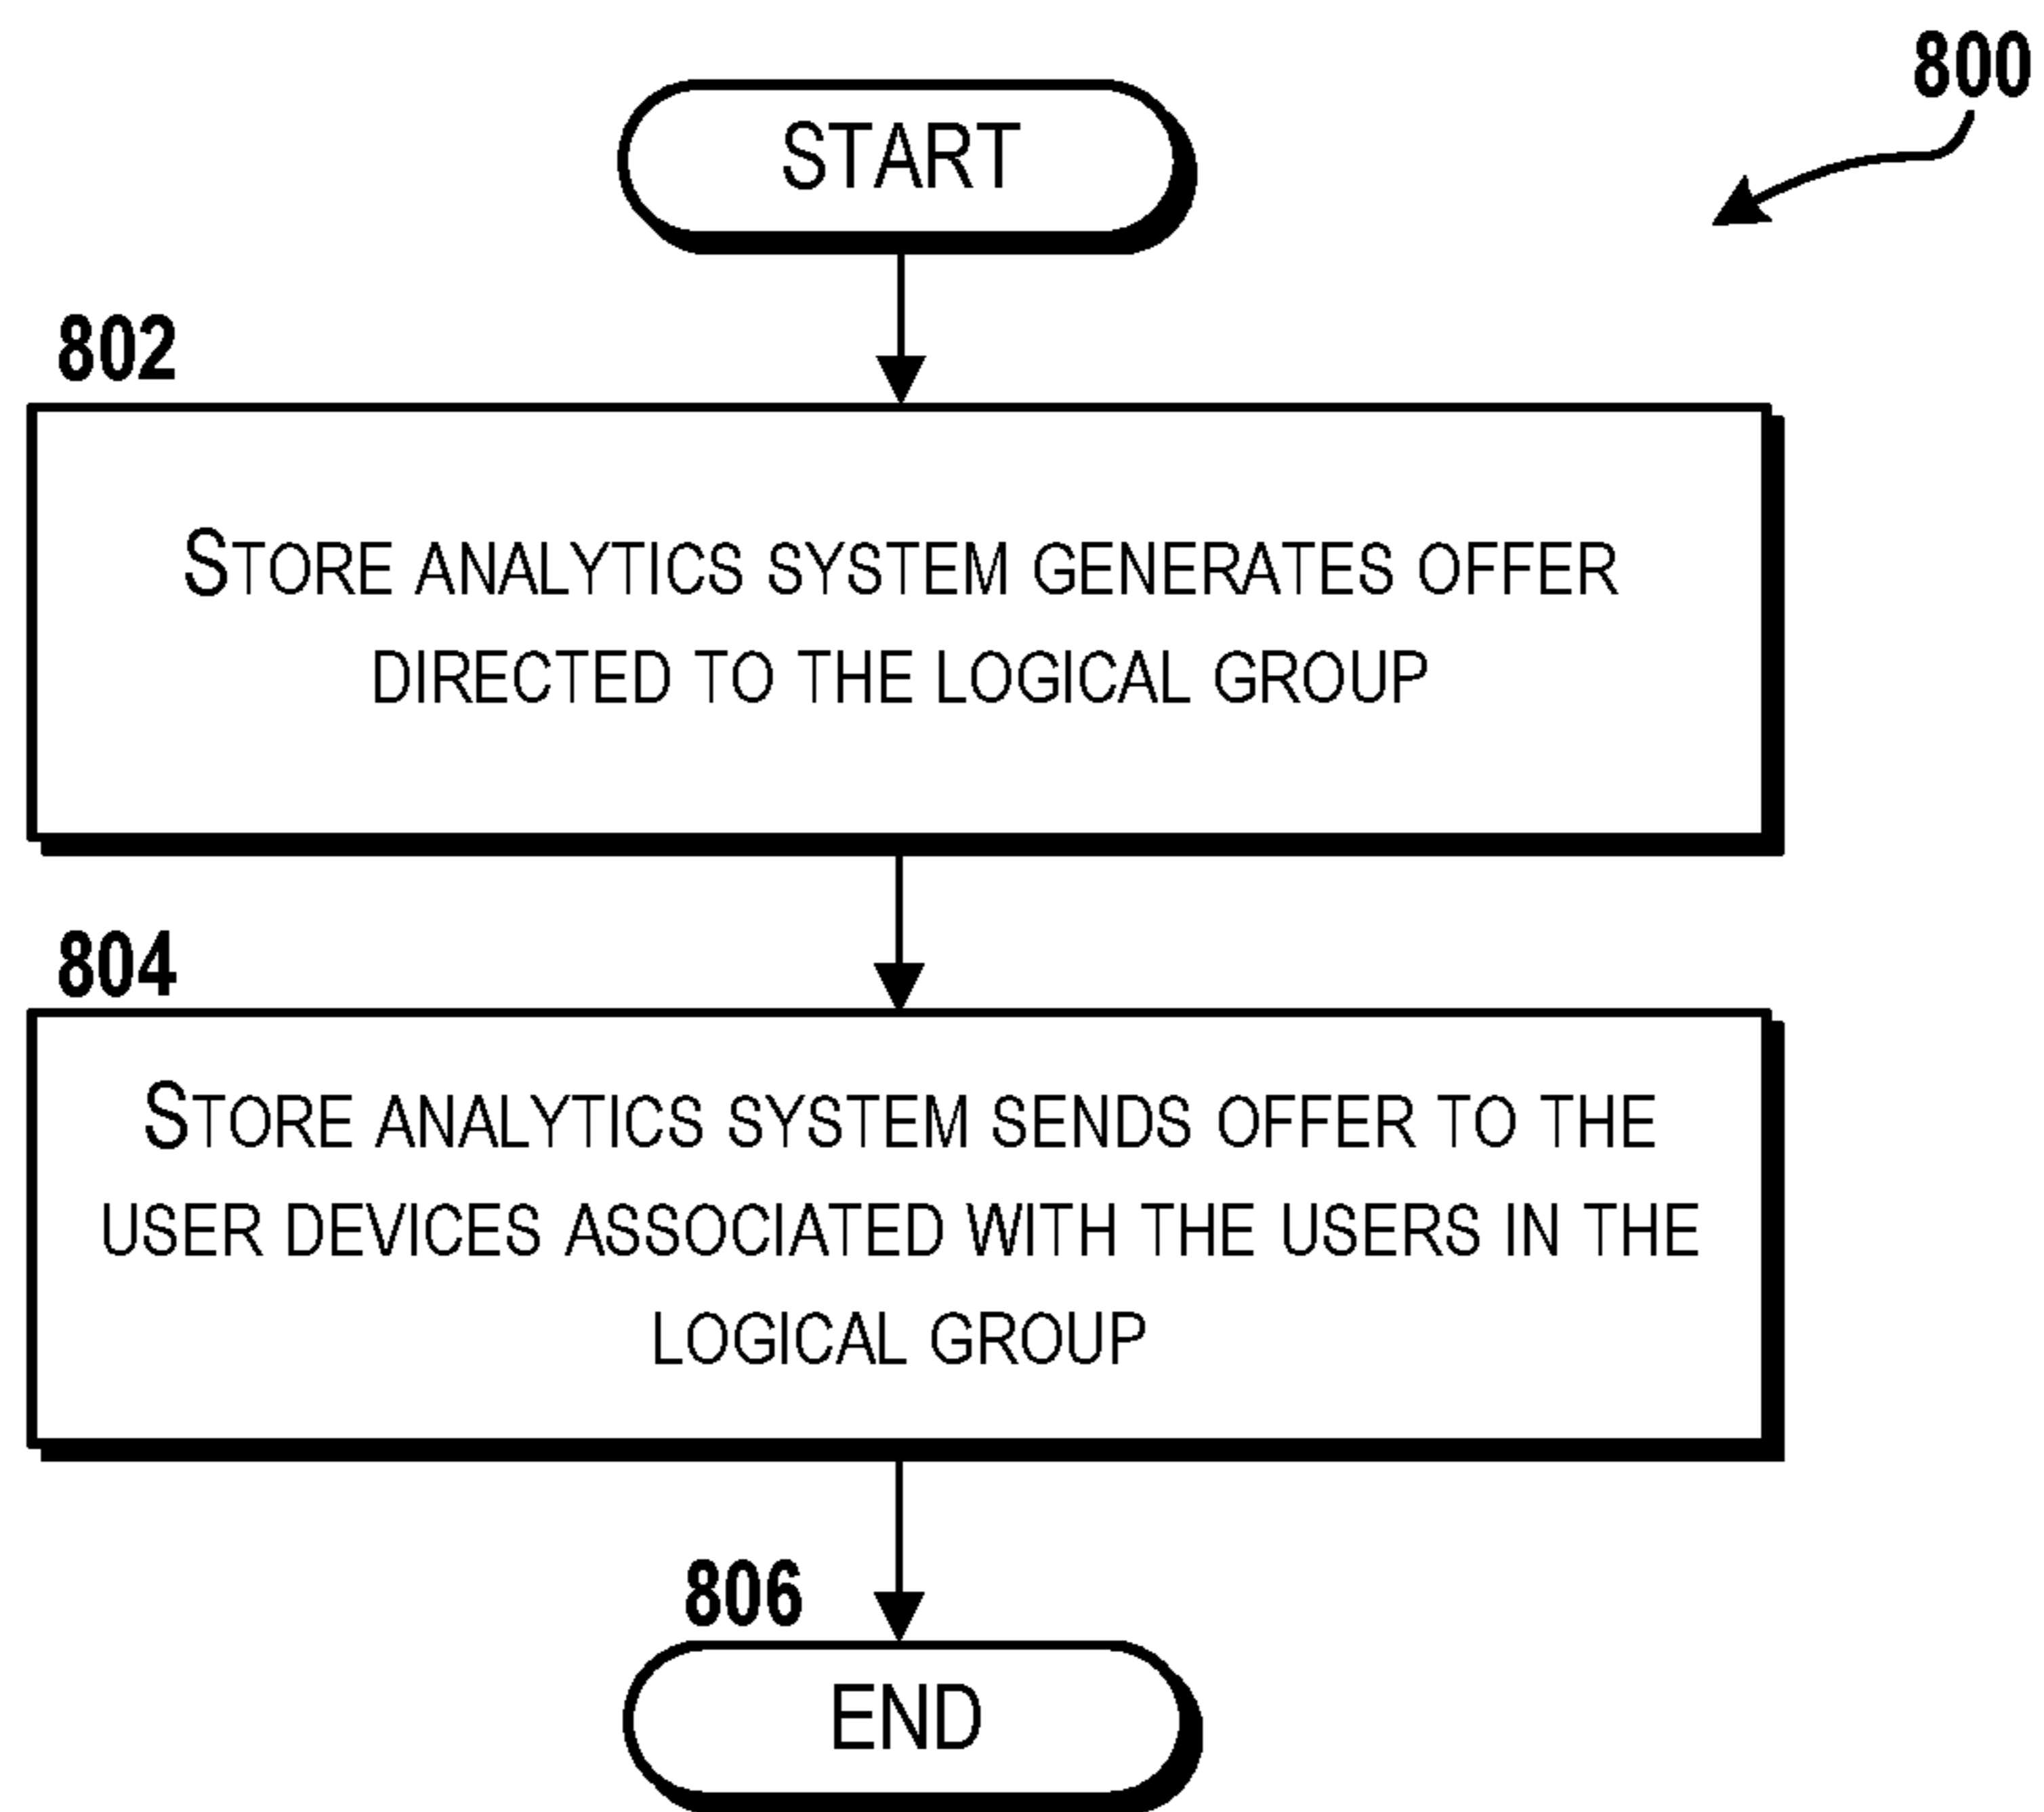 800
START
802
STORE ANALYTICS SYSTEM GENERATES OFFER
DIRECTED TO THE LOGICAL GROUP
804
STORE ANALYTICS SYSTEM SENDS OFFER TO THE
USER DEVICES ASSOCIATED WITH THE USERS IN THE
LOGICAL GROUP
806
END